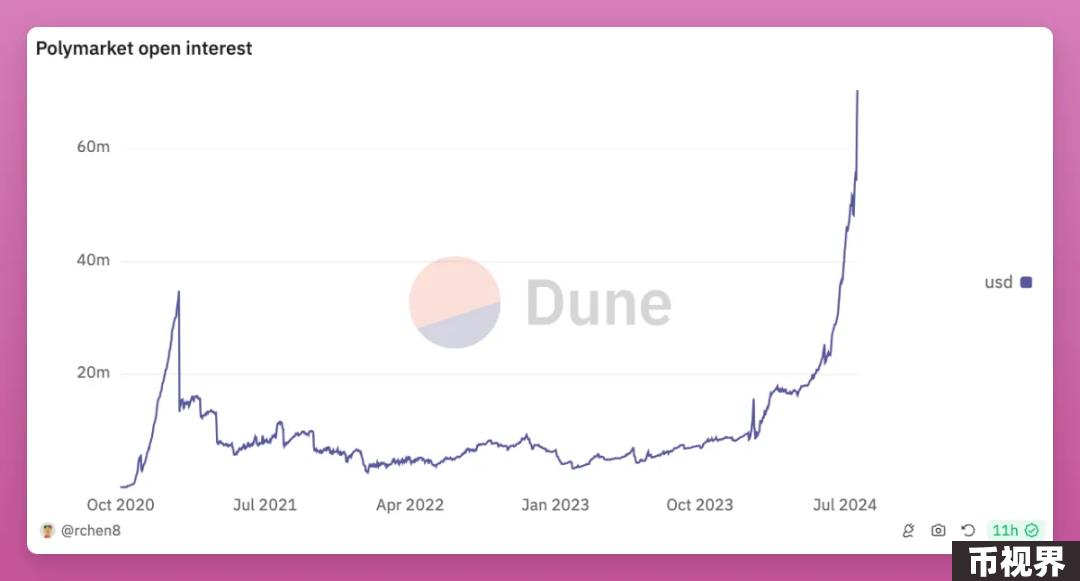 Polymarket open interest
60m
40m
20m
Dune
usd
Oct 2020 Jul 2021 Apr 2022 Jan 2023 Oct 2023 Jul 2024
@rchen8
11h
币视界